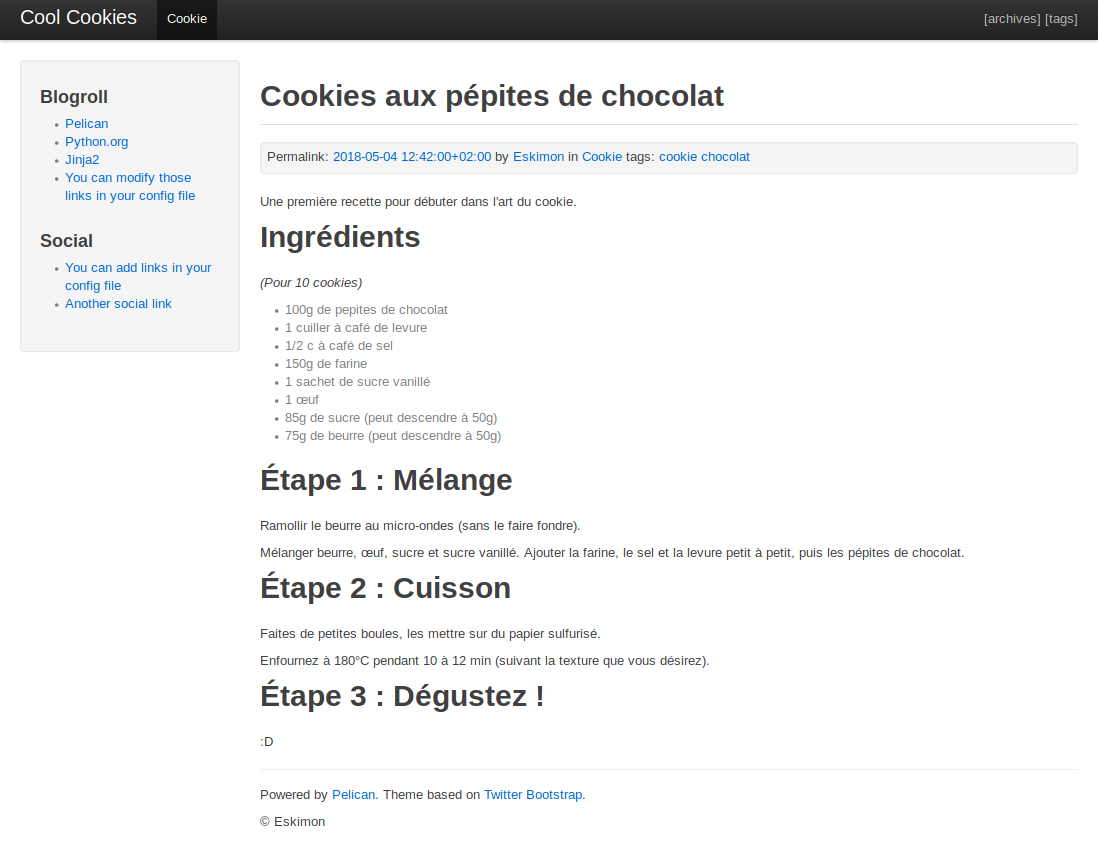 Cool Cookies
Cookie
[archives] [tags]
Blogroll
Pelican
Python.org
Jinja2
You can modify those
links in your config file
Social
You can add links in your
config file
Another social link
Cookies aux pépites de chocolat
Permalink: 2018-05-04 12:42:00+02:00 by Eskimon in Cookie tags: cookie chocolat
Une première recette pour débuter dans l'art du cookie.
Ingrédients
(Pour 10 cookies)
100g de pepites de chocolat
1 cuiller à café de levure
1/2 c à café de sel
150g de farine
1 sachet de sucre vanillé
1 œuf
85g de sucre (peut descendre à 50g)
75g de beurre (peut descendre à 50g)
Étape 1 : Mélange
Ramollir le beurre au micro-ondes (sans le faire fondre).
Mélanger beurre, œuf, sucre et sucre vanillé. Ajouter la farine, le sel et la levure petit à petit, puis les pépites de chocolat.
Étape 2 : Cuisson
Faites de petites boules, les mettre sur du papier sulfurisé.
Enfournez à 180°C pendant 10 à 12 min (suivant la texture que vous désirez).
Étape 3 : Dégustez !
:D
Powered by Pelican. Theme based on Twitter Bootstrap.
© Eskimon